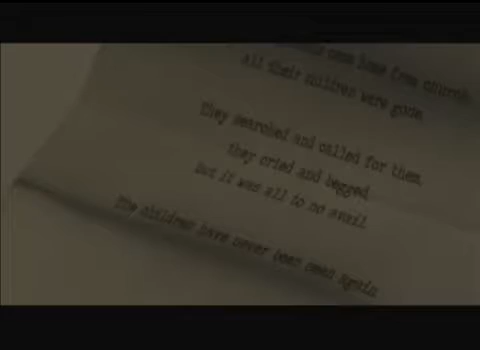 came home from church,
all their children were gone.
They searched and called for them,
they cried and begged
But it was all to no avail.
The children have never been seen again